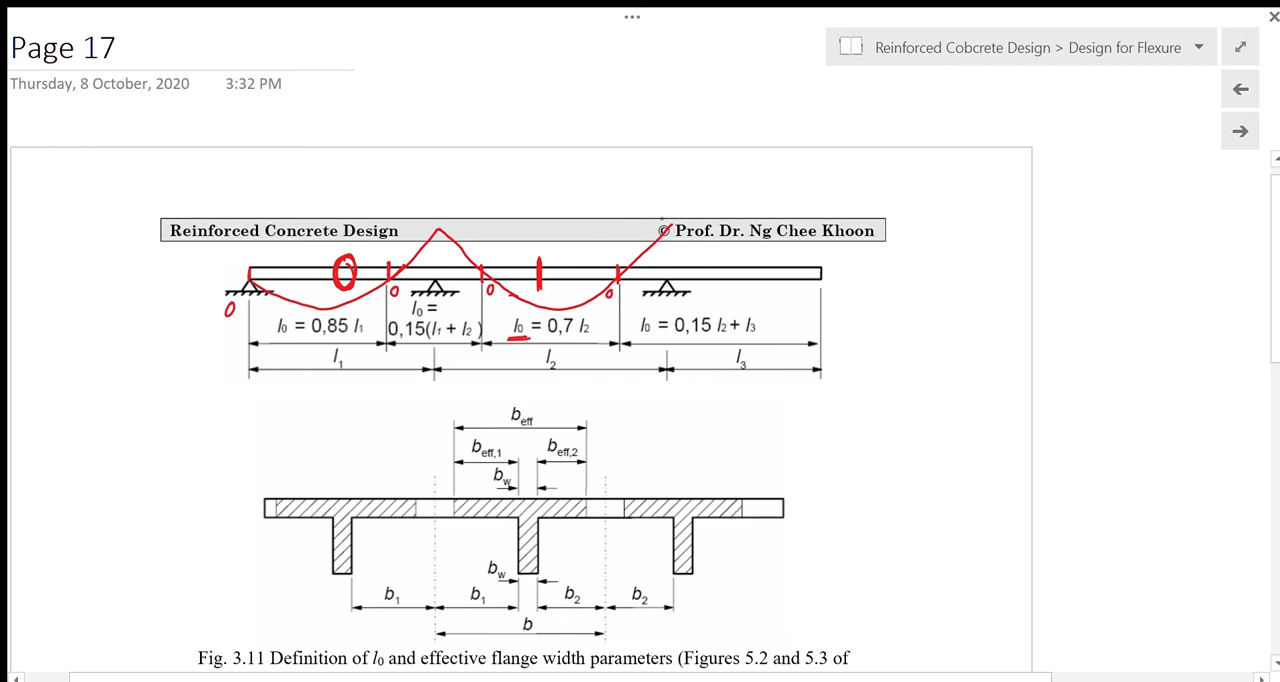 Page 17
Reinforced Cobcrete Design > Design for Flexure
Thursday, 8 October, 2020 3:32 PM
Reinforced Concrete Design © Prof. Dr. Ng Chee Khoon
0 0 0 0
l₀ = 0,85 l₁
l₀ =
0,15(l₁ + l₂)
l₀ = 0,7 l₂
l₀ = 0,15 l₂ + l₃
l₁ l₂ l₃
beff
beff,1 beff,2
bw
bw
b₁ b₁ b₂ b₂
b
Fig. 3.11 Definition of l₀ and effective flange width parameters (Figures 5.2 and 5.3 of